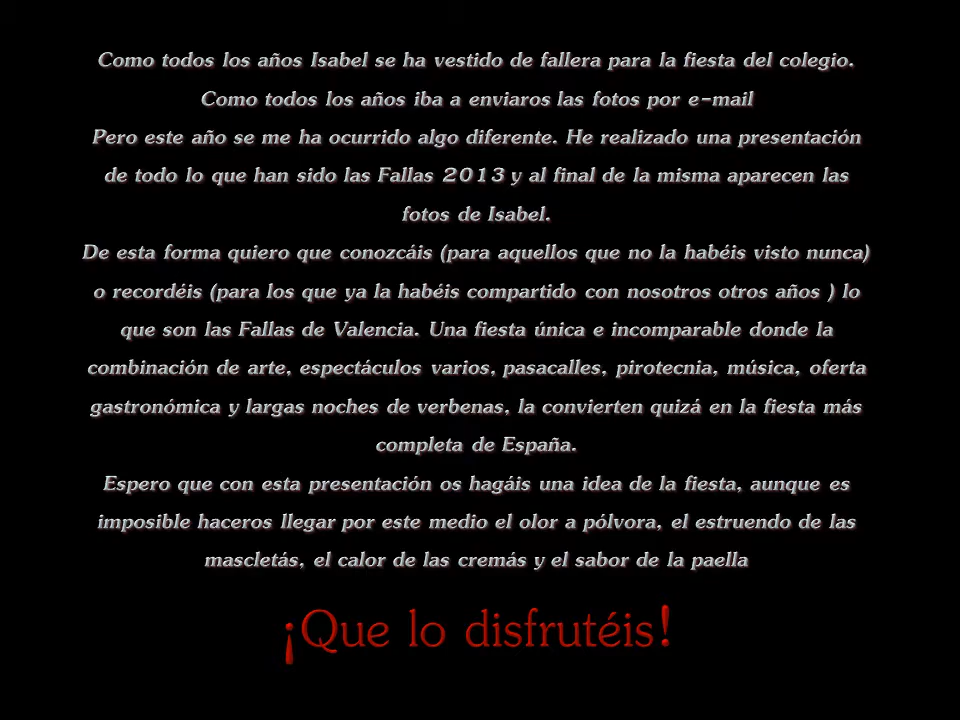 Como todos los años Isabel se ha vestido de fallera para la fiesta del colegio.
Como todos los años iba a enviaros las fotos por e-mail
Pero este año se me ha ocurrido algo diferente. He realizado una presentación
de todo lo que han sido las Fallas 2013 y al final de la misma aparecen las
fotos de Isabel.
De esta forma quiero que conozcáis (para aquellos que no la habéis visto nunca)
o recordéis (para los que ya la habéis compartido con nosotros otros años ) lo
que son las Fallas de Valencia. Una fiesta única e incomparable donde la
combinación de arte, espectáculos varios, pasacalles, pirotecnia, música, oferta
gastronómica y largas noches de verbenas, la convierten quizá en la fiesta más
completa de España.
Espero que con esta presentación os hagáis una idea de la fiesta, aunque es
imposible haceros llegar por este medio el olor a pólvora, el estruendo de las
mascletás, el calor de las cremás y el sabor de la paella
¡Que lo disfrutéis!